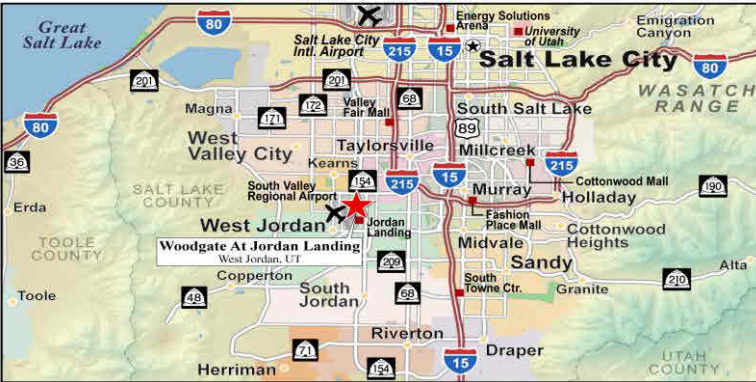 Great
Salt Lake
80
Salt Lake City
Intl. Airport
215
15
Energy Solutions
Arena
University
of Utah
Emigration
Canyon
Salt Lake City
80
WASATCH
RANGE
201
201
Magna
172
171
Valley
Fair Mall
68
South Salt Lake
89
80
West
Valley City
Taylorsville
Millcreek
215
36
Kearns
154
215
15
Cottonwood Mall
190
SALT LAKE
COUNTY
South Valley
Regional Airport
Murray
Holladay
Erda
Fashion
Place Mall
West Jordan
Jordan
Landing
Cottonwood
Heights
TOOELE
COUNTY
Woodgate At Jordan Landing
West Jordan, UT
Midvale
209
Sandy
Alta
Copperton
210
Toole
48
South
Jordan
68
South
Towne Ctr.
Granite
Riverton
71
Draper
UTAH
COUNTY
Herriman
154
15